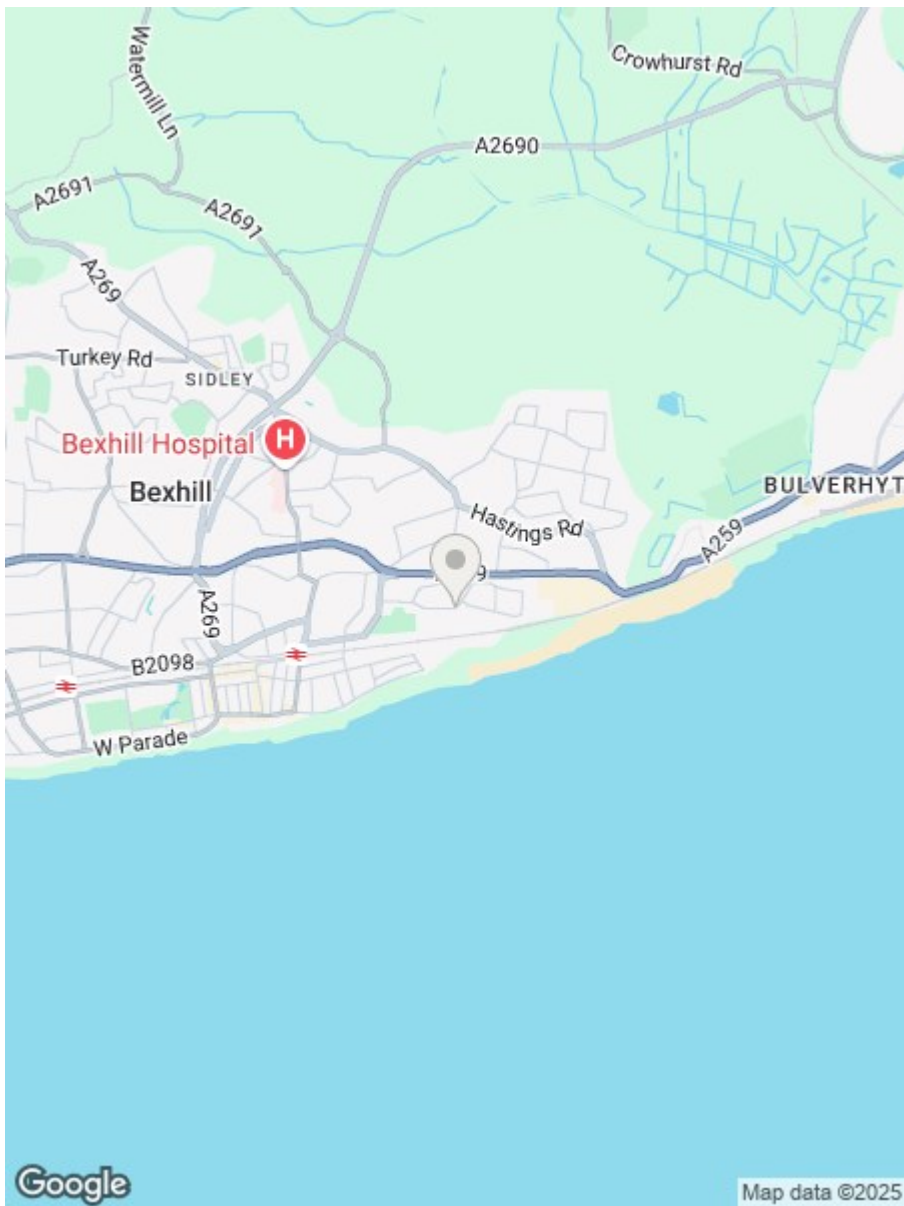 Watermill Ln
Crowhurst Rd
A2690
A2691
A2691
A269
Turkey Rd
SIDLEY
Bexhill Hospital
H
Bexhill
BULVERHYT
Hastings Rd
A259
9
A269
B2098
W Parade
Google
Map data ©2025